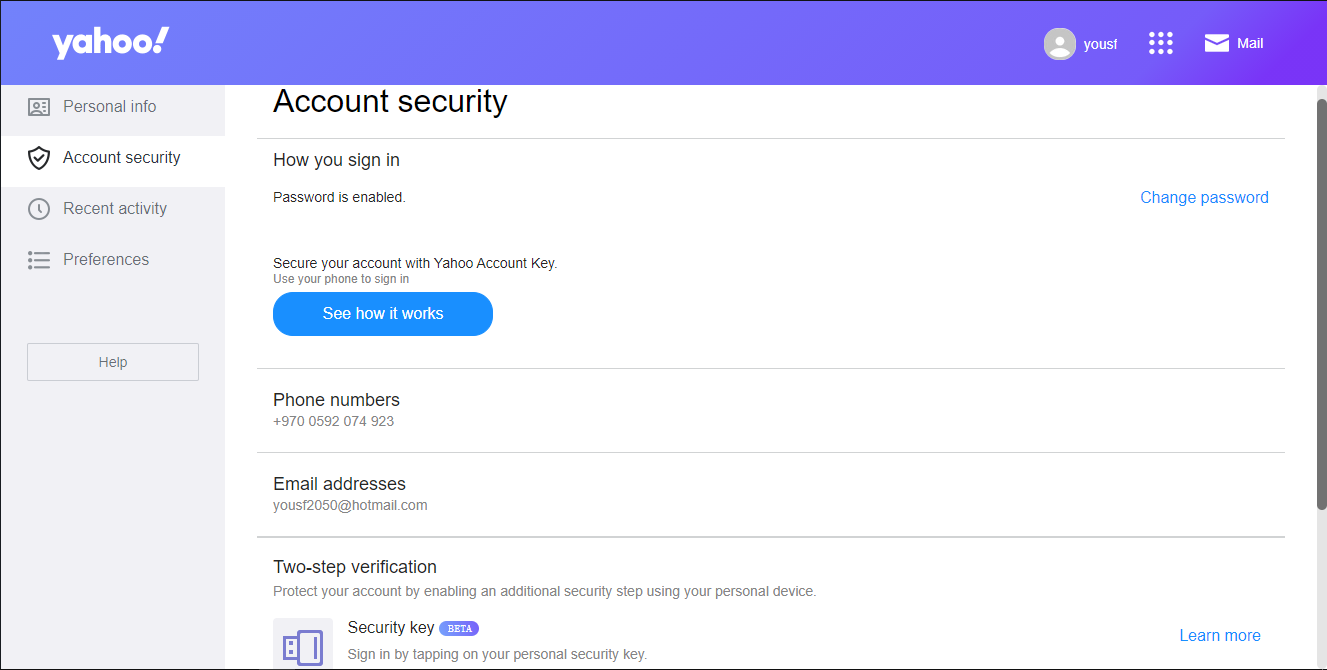 yahoo!
yousf
Mail
Personal info
Account security
Recent activity
Preferences
Help
Account security
How you sign in
Password is enabled.
Change password
Secure your account with Yahoo Account Key.
Use your phone to sign in
See how it works
Phone numbers
+970 0592 074 923
Email addresses
yousf2050@hotmail.com
Two-step verification
Protect your account by enabling an additional security step using your personal device.
Security key BETA
Learn more
Sign in by tapping on your personal security key.